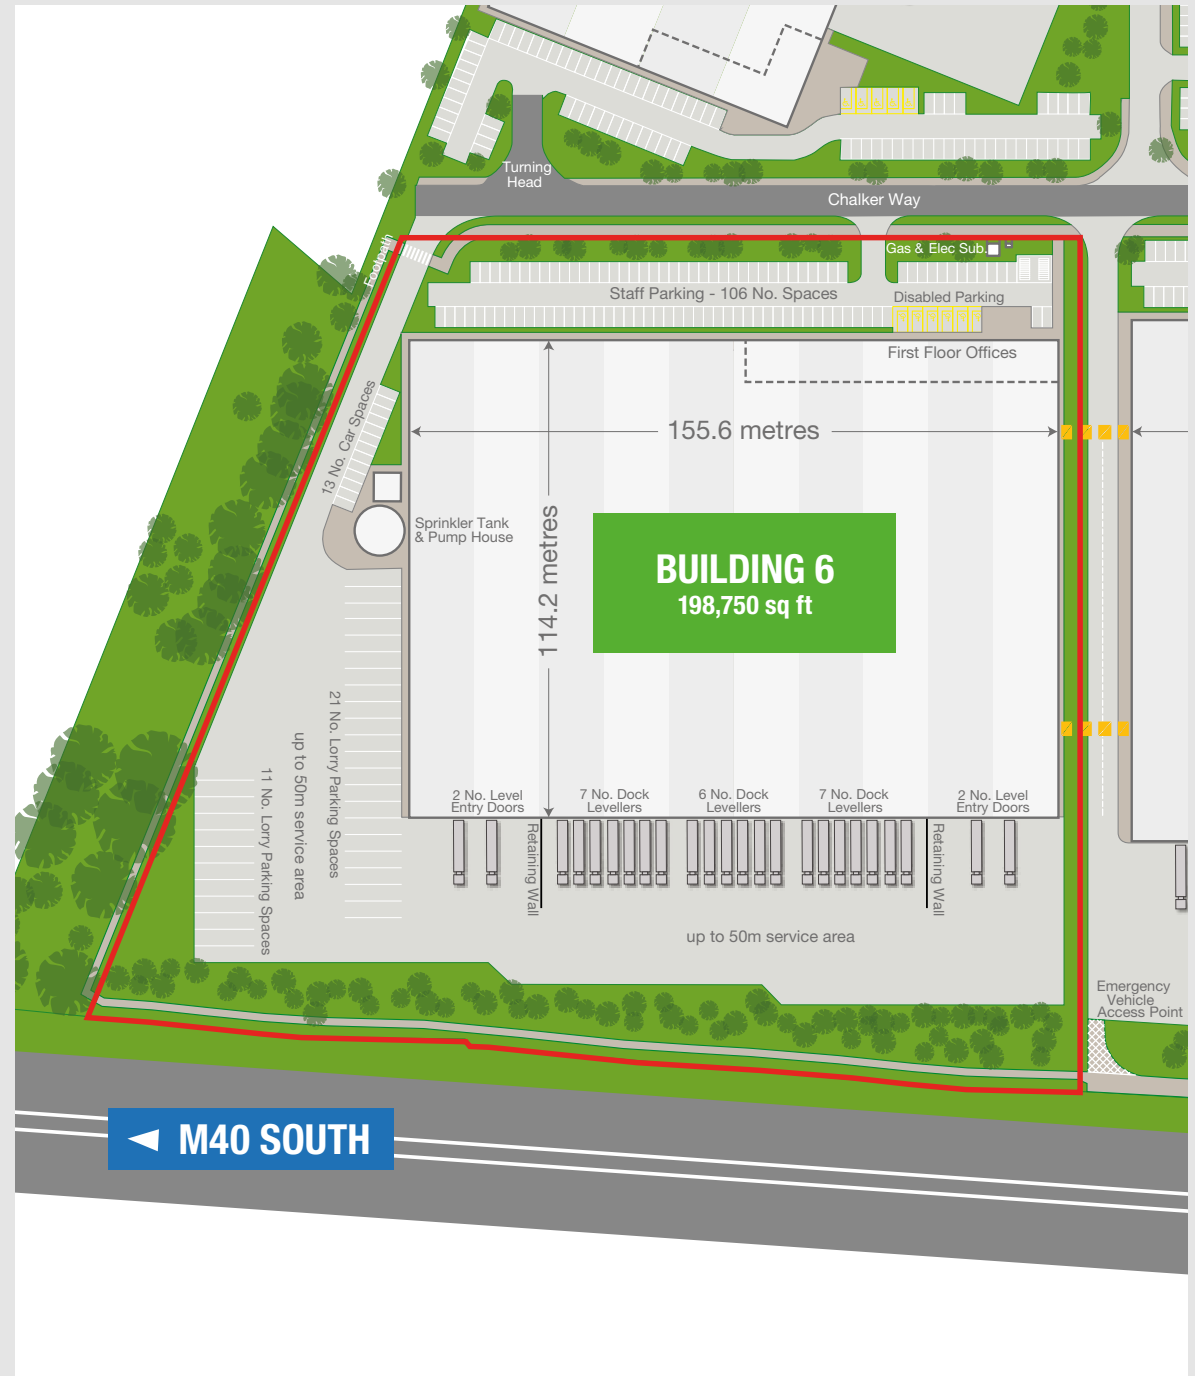 Turning
Head
Chalker Way
Footpath
Gas & Elec Sub.
Staff Parking - 106 No. Spaces
Disabled Parking
First Floor Offices
13 No. Car Spaces
155.6 metres
114.2 metres
Sprinkler Tank
& Pump House
BUILDING 6
198,750 sq ft
21 No. Lorry Parking Spaces
up to 50m service area
11 No. Lorry Parking Spaces
2 No. Level
Entry Doors
7 No. Dock
Levellers
6 No. Dock
Levellers
7 No. Dock
Levellers
2 No. Level
Entry Doors
Retaining Wall
Retaining Wall
up to 50m service area
Emergency
Vehicle
Access Point
M40 SOUTH